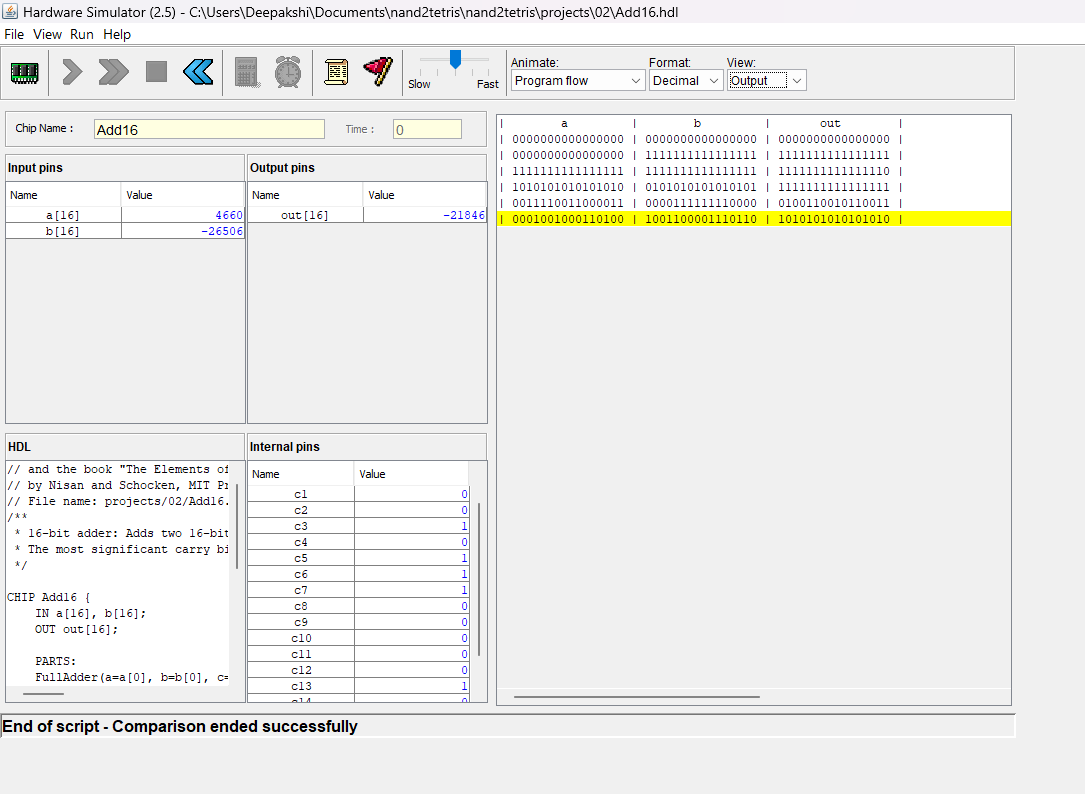 Hardware Simulator (2.5) - C:\Users\Deepakshi\Documents\nand2tetris\nand2tetris\projects\02\Add16.hdl
File View Run Help
Slow Fast
Animate: Format: View:
Program flow Decimal Output
Chip Name : Add16 Time : 0
Input pins
Name Value
a[16] 4660
b[16] -26506
Output pins
Name Value
out[16] -21846
| a | b | out |
| 0000000000000000 | 0000000000000000 | 0000000000000000 |
| 0000000000000000 | 1111111111111111 | 1111111111111111 |
| 1111111111111111 | 1111111111111111 | 1111111111111110 |
| 1010101010101010 | 0101010101010101 | 1111111111111111 |
| 0011110011000011 | 0000111111110000 | 0100110010110011 |
| 0001001000110100 | 1001100001110110 | 1010101010101010 |
HDL
// and the book "The Elements of
// by Nisan and Schocken, MIT Pr
// File name: projects/02/Add16.
/**
* 16-bit adder: Adds two 16-bit
* The most significant carry bi
*/
CHIP Add16 {
IN a[16], b[16];
OUT out[16];
PARTS:
FullAdder(a=a[0], b=b[0], c=
Internal pins
Name Value
c1 0
c2 0
c3 1
c4 0
c5 1
c6 1
c7 1
c8 0
c9 0
c10 0
c11 0
c12 0
c13 1
c14 0
End of script - Comparison ended successfully